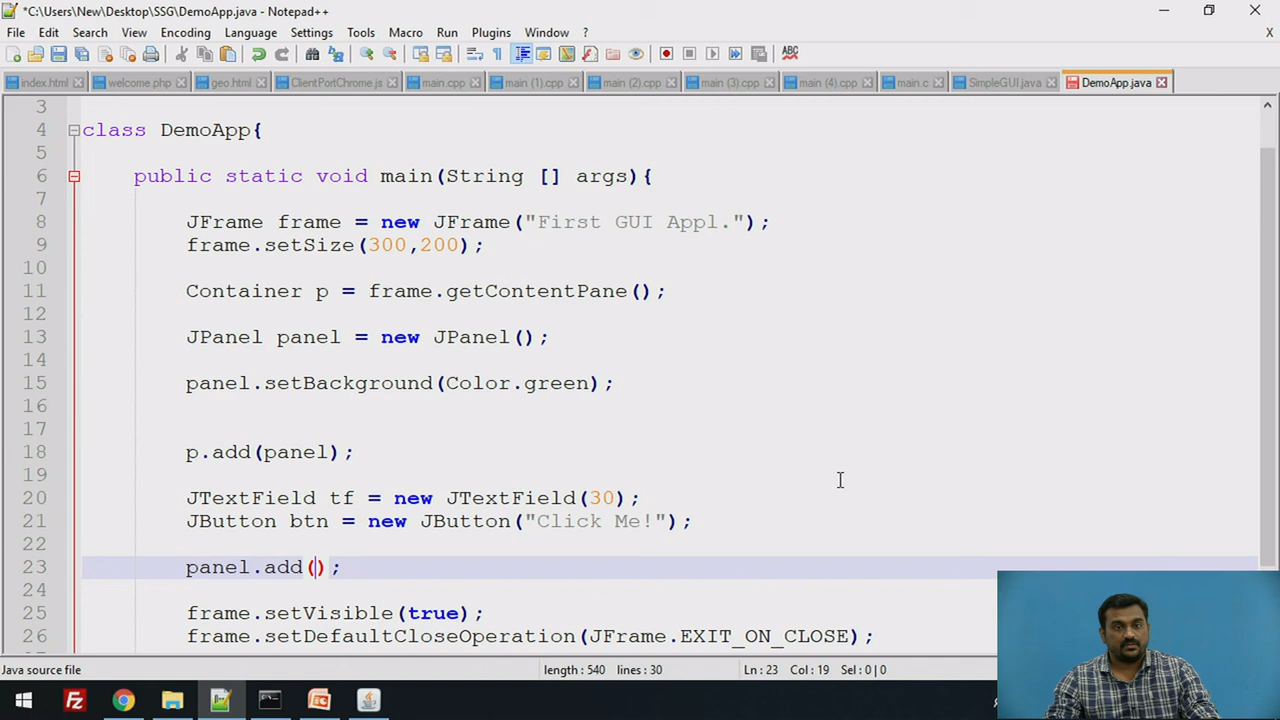 *C:\Users\New\Desktop\SSG\DemoApp.java - Notepad++
File Edit Search View Encoding Language Settings Tools Macro Run Plugins Window ? X
index.html welcome.php geo.html ClientPortChrome.js main.cpp main (1).cpp main (2).cpp main (3).cpp main (4).cpp main.c SimpleGUI.java DemoApp.java
3
4 class DemoApp{
5
6 public static void main(String [] args){
7
8 JFrame frame = new JFrame("First GUI Appl.");
9 frame.setSize(300,200);
10
11 Container p = frame.getContentPane();
12
13 JPanel panel = new JPanel();
14
15 panel.setBackground(Color.green);
16
17
18 p.add(panel);
19
20 JTextField tf = new JTextField(30);
21 JButton btn = new JButton("Click Me!");
22
23 panel.add();
24
25 frame.setVisible(true);
26 frame.setDefaultCloseOperation(JFrame.EXIT_ON_CLOSE);
Java source file length : 540 lines : 30 Ln : 23 Col : 19 Sel : 0 | 0